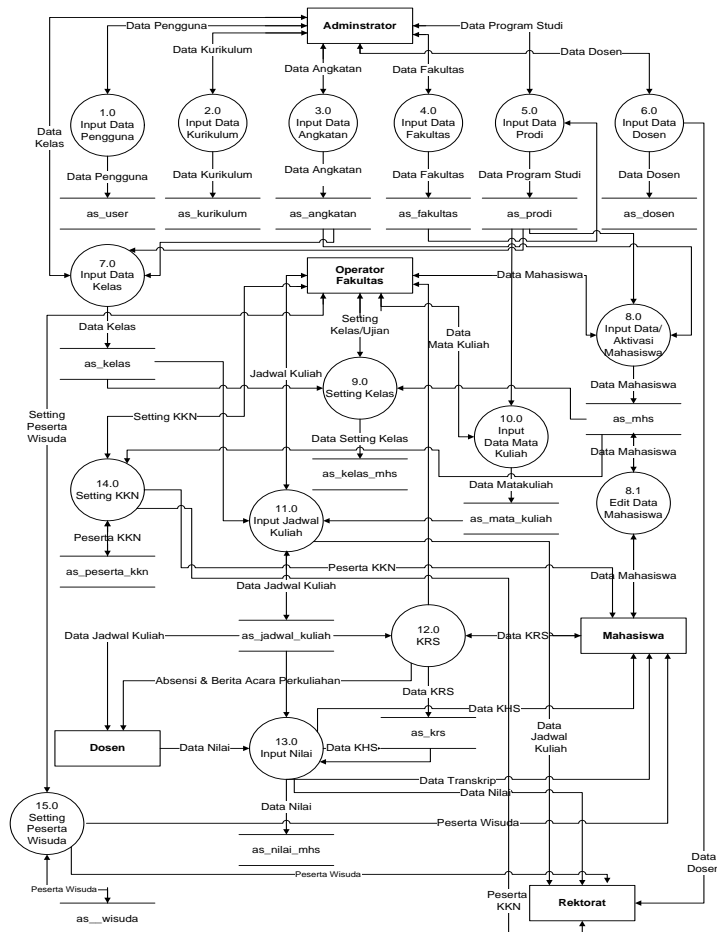 Adminstrator
Data Pengguna
Data Program Studi
Data Kurikulum
Data Dosen
Data Angkatan
Data Fakultas
1.0
Input Data
Pengguna
2.0
Input Data
Kurikulum
3.0
Input Data
Angkatan
4.0
Input Data
Fakultas
5.0
Input Data
Prodi
6.0
Input Data
Dosen
Data
Kelas
Data Pengguna
Data Kurikulum
Data Angkatan
Data Fakultas
Data Program Studi
Data Dosen
as_user
as_kurikulum
as_angkatan
as_fakultas
as_prodi
as_dosen
7.0
Input Data
Kelas
Operator
Fakultas
Data Mahasiswa
8.0
Input Data/
Aktivasi
Mahasiswa
Data Kelas
Setting
Kelas/Ujian
Data
Mata Kuliah
as_kelas
Jadwal Kuliah
9.0
Setting Kelas
Data Mahasiswa
Setting
Peserta
Wisuda
Setting KKN
10.0
Input
Data Mata
Kuliah
as_mhs
Data Setting Kelas
Data Mahasiswa
as_kelas_mhs
14.0
Setting KKN
11.0
Input Jadwal
Kuliah
Data Matakuliah
8.1
Edit Data
Mahasiswa
as_mata_kuliah
Peserta KKN
as_peserta_kkn
Peserta KKN
Data Mahasiswa
Data Jadwal Kuliah
Data Jadwal Kuliah
as_jadwal_kuliah
12.0
KRS
Data KRS
Mahasiswa
Absensi & Berita Acara Perkuliahan
Data KRS
Data KHS
as_krs
Data
Jadwal
Kuliah
Dosen
Data Nilai
13.0
Input Nilai
Data KHS
Data Transkrip
Data Nilai
Data Nilai
15.0
Setting
Peserta
Wisuda
Peserta Wisuda
as_nilai_mhs
Data
Dosen
Peserta Wisuda
Peserta Wisuda
Peserta
KKN
Rektorat
as__wisuda